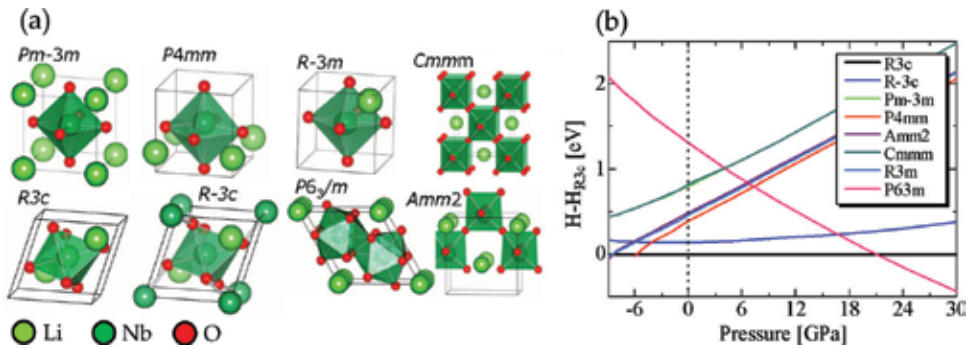 (a)
Pm-3m
P4mm
R-3m
Cmmm
R3c
R-3c
P6₃/m
Amm2
Li
Nb
O
(b)
H-H_R3c [eV]
2
1
0
-6
0
6
12
18
24
30
Pressure [GPa]
R3c
R-3c
Pm-3m
P4mm
Amm2
Cmmm
R3m
P63m